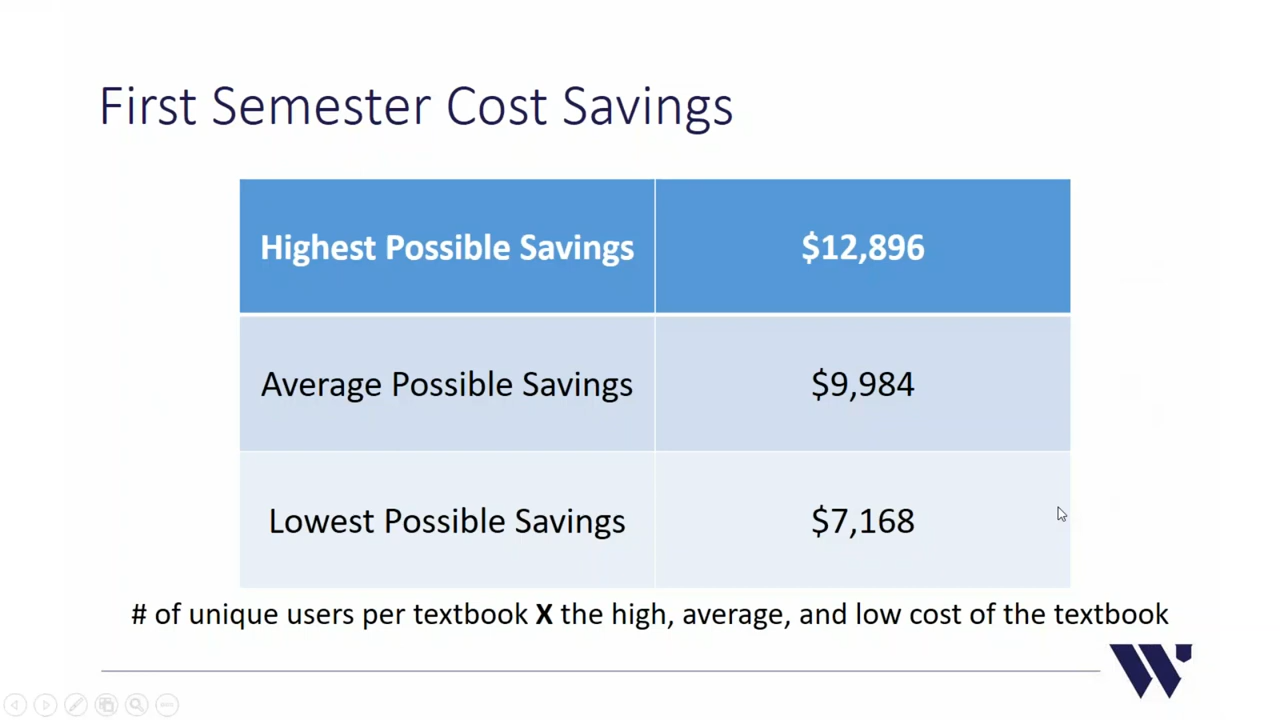 First Semester Cost Savings
Highest Possible Savings $12,896
Average Possible Savings $9,984
Lowest Possible Savings $7,168
# of unique users per textbook X the high, average, and low cost of the textbook